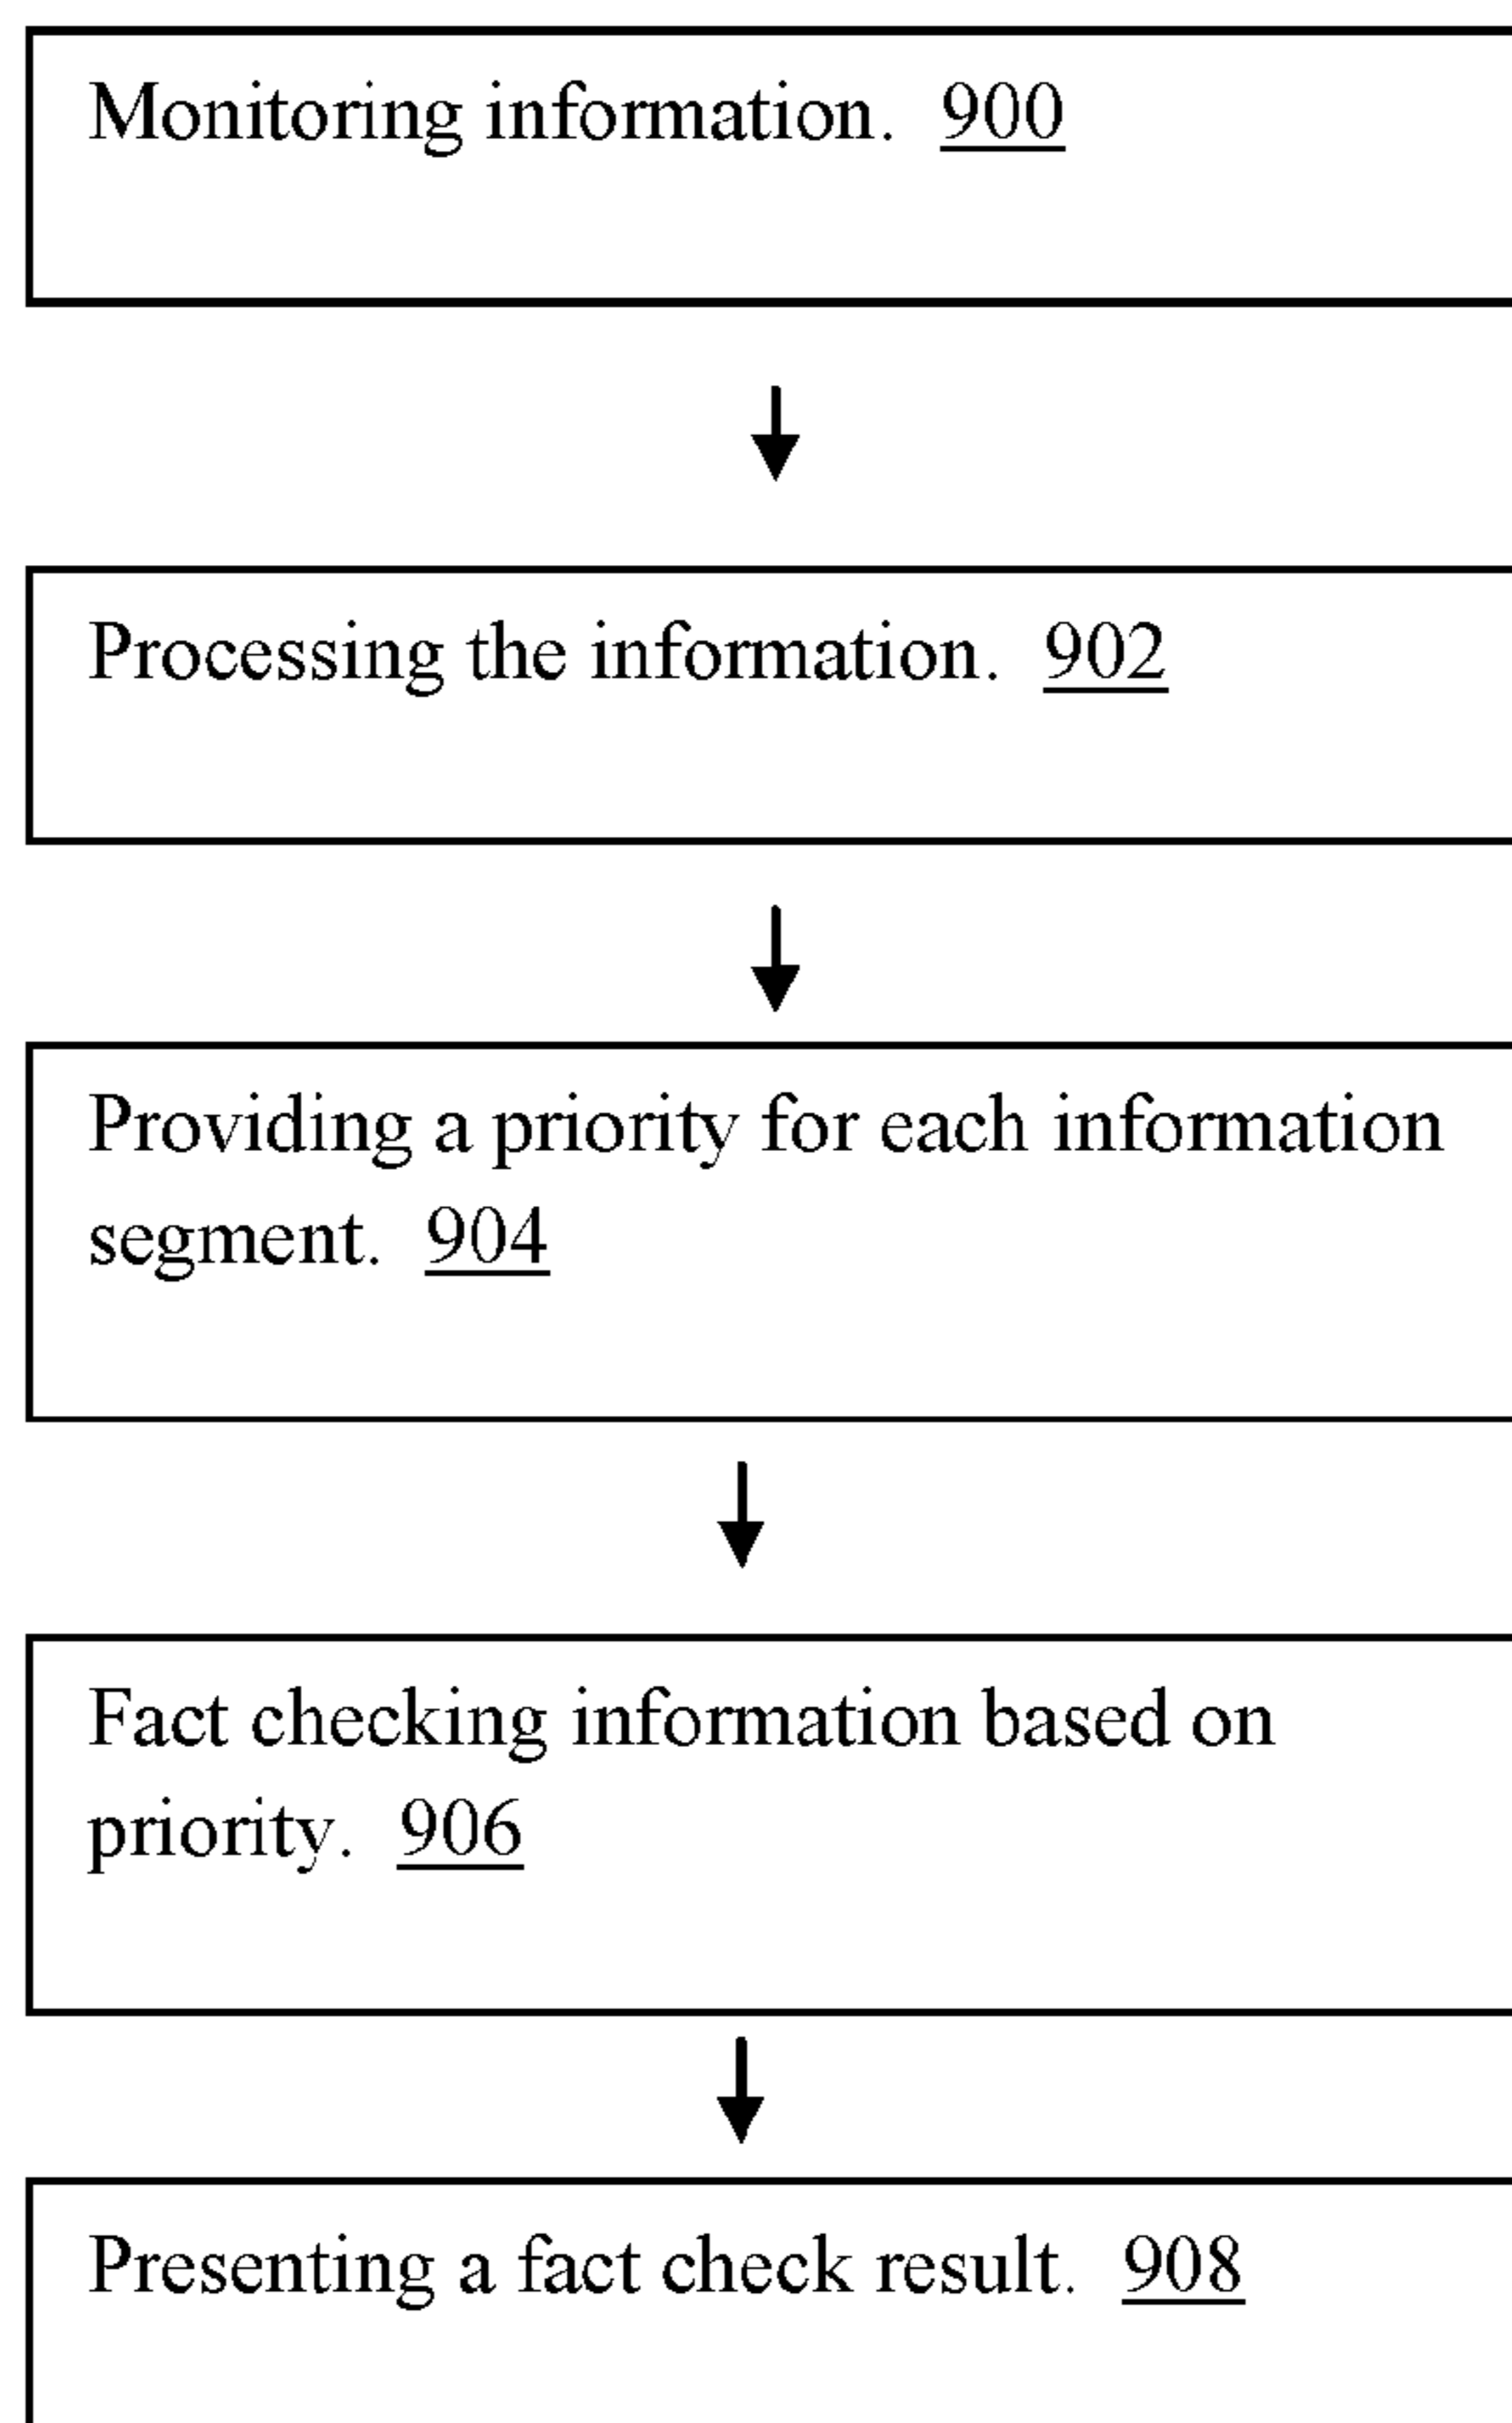 Monitoring information. 900
Processing the information. 902
Providing a priority for each information
segment. 904
Fact checking information based on
priority. 906
Presenting a fact check result. 908